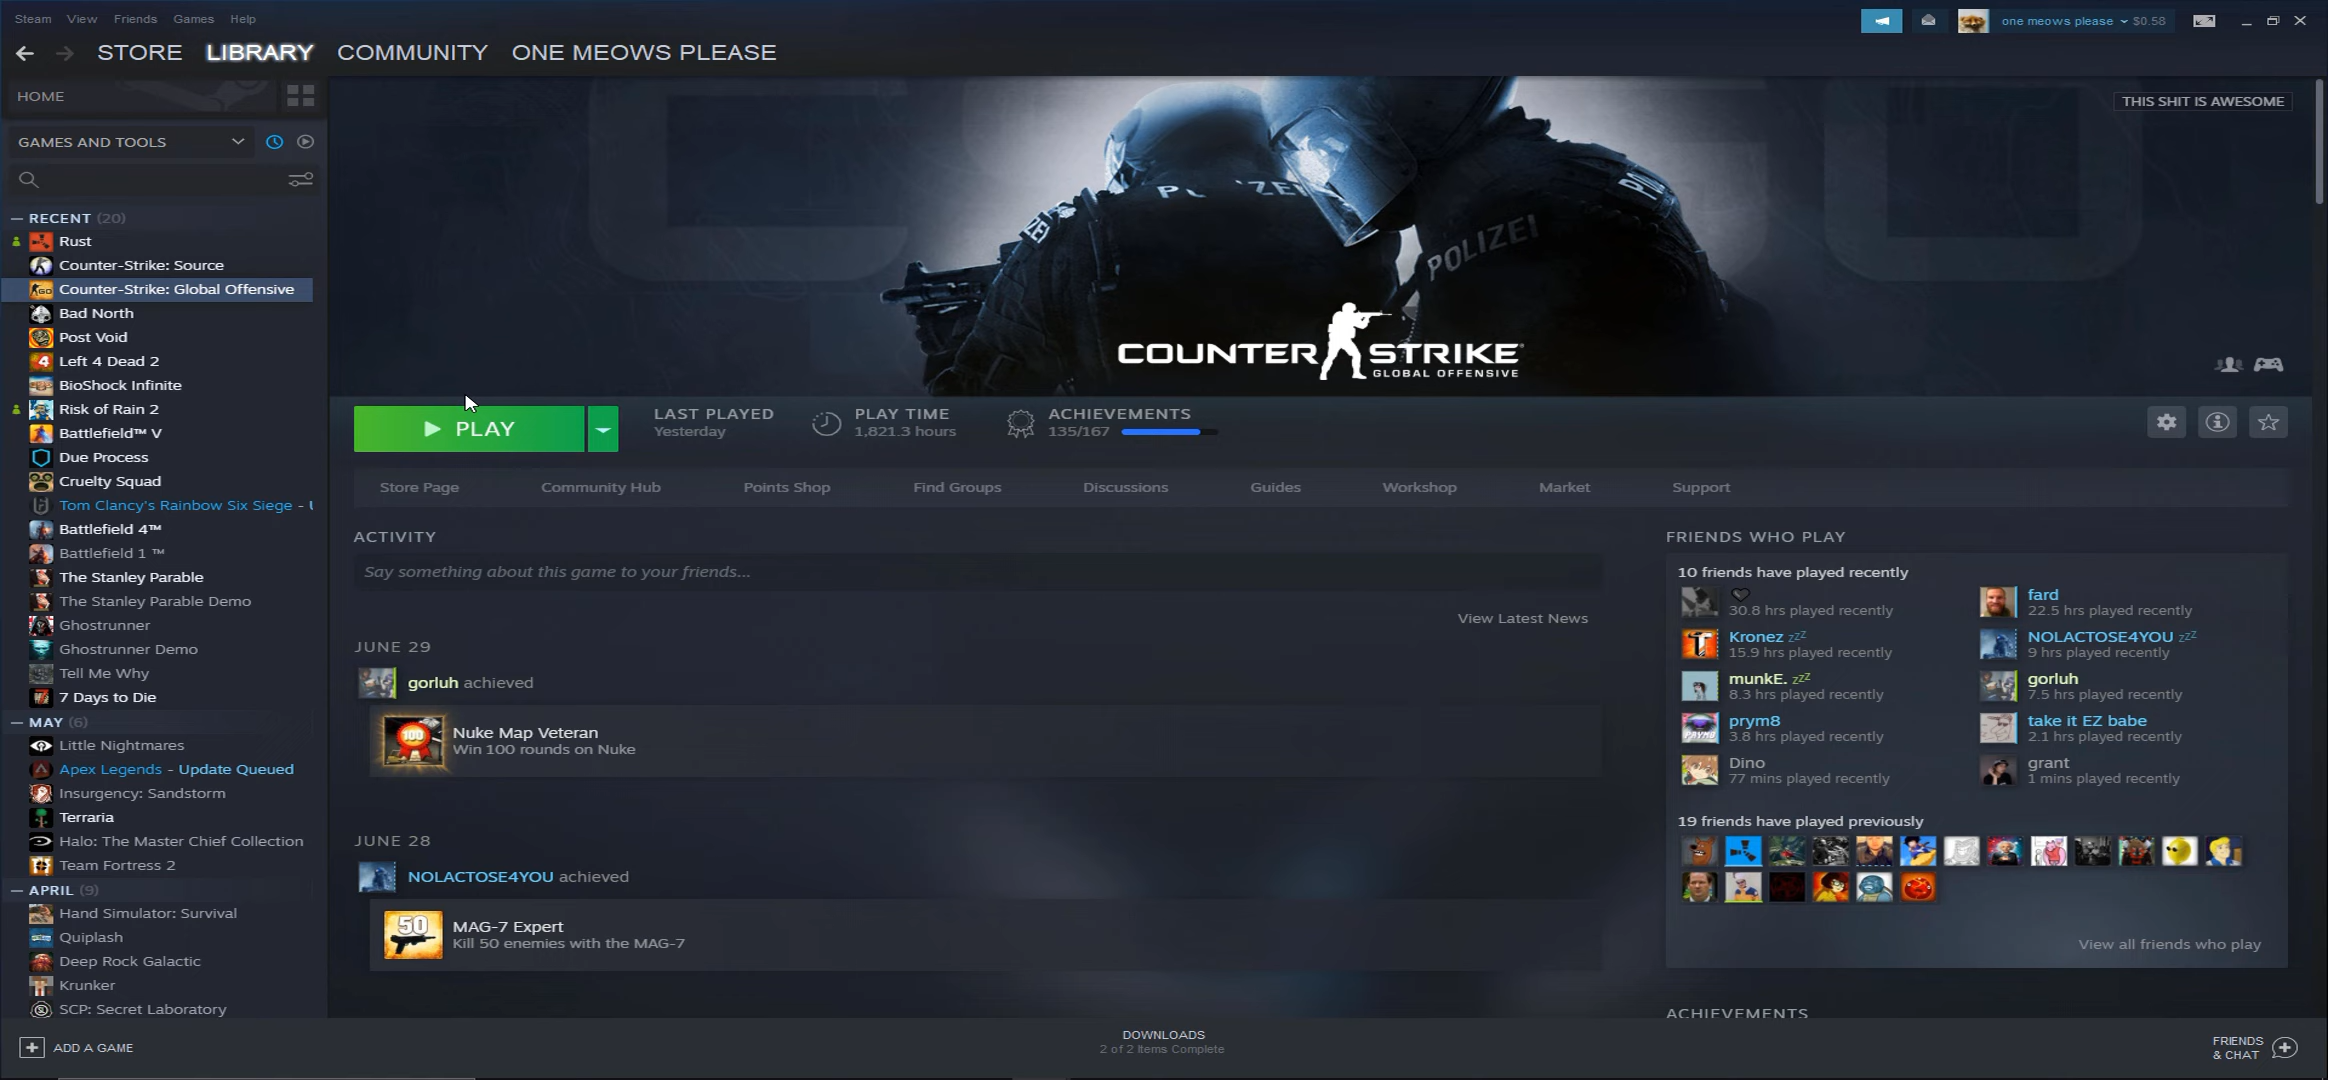 Steam View Friends Games Help
one meows please $0.58
STORE LIBRARY COMMUNITY ONE MEOWS PLEASE
HOME
GAMES AND TOOLS
— RECENT (20)
Rust
Counter-Strike: Source
Counter-Strike: Global Offensive
Bad North
Post Void
Left 4 Dead 2
BioShock Infinite
Risk of Rain 2
Battlefield™ V
Due Process
Cruelty Squad
Tom Clancy's Rainbow Six Siege -
Battlefield 4™
Battlefield 1 ™
The Stanley Parable
The Stanley Parable Demo
Ghostrunner
Ghostrunner Demo
Tell Me Why
7 Days to Die
— MAY (6)
Little Nightmares
Apex Legends - Update Queued
Insurgency: Sandstorm
Terraria
Halo: The Master Chief Collection
Team Fortress 2
— APRIL (9)
Hand Simulator: Survival
Quiplash
Deep Rock Galactic
Krunker
SCP: Secret Laboratory
THIS SHIT IS AWESOME
POLIZEI
COUNTER STRIKE
GLOBAL OFFENSIVE
PLAY
LAST PLAYED
Yesterday
PLAY TIME
1,821.3 hours
ACHIEVEMENTS
135/167
Store Page Community Hub Points Shop Find Groups Discussions Guides Workshop Market Support
ACTIVITY
Say something about this game to your friends...
View Latest News
JUNE 29
gorluh achieved
100
Nuke Map Veteran
Win 100 rounds on Nuke
JUNE 28
NOLACTOSE4YOU achieved
50
MAG-7 Expert
Kill 50 enemies with the MAG-7
FRIENDS WHO PLAY
10 friends have played recently
30.8 hrs played recently
fard
22.5 hrs played recently
Kronez zzz
15.9 hrs played recently
NOLACTOSE4YOU zzz
9 hrs played recently
munkE. zzz
8.3 hrs played recently
gorluh
7.5 hrs played recently
prym8
3.8 hrs played recently
take it EZ babe
2.1 hrs played recently
Dino
77 mins played recently
grant
1 mins played recently
19 friends have played previously
View all friends who play
ACHIEVEMENTS
ADD A GAME
DOWNLOADS
2 of 2 Items Complete
FRIENDS
& CHAT